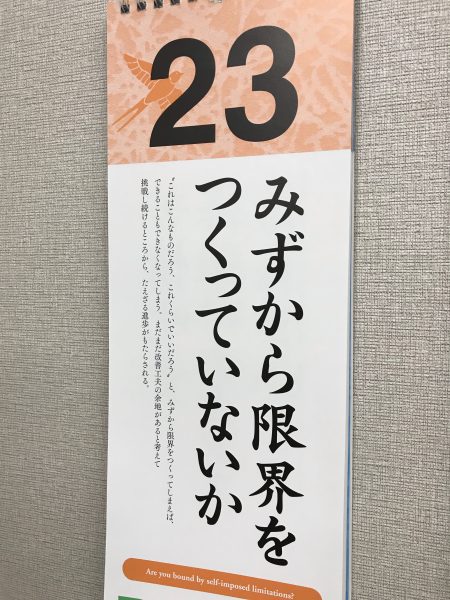 23
みずから限界を
つくっていないか
〝これはこんなものだろう、これくらいでいいだろう〟と、みずから限界をつくってしまえば、
できることもできなくなってしまう。まだまだ改善工夫の余地があると考えて
挑戦し続けるところから、たえざる進歩がもたらされる。
Are you bound by self-imposed limitations?